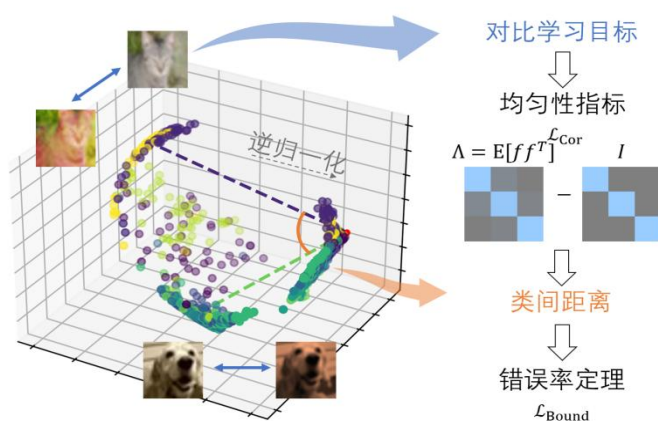 对比学习目标
均匀性指标
逆归一化
Λ = E[ff^T] ℒ_Cor I
−
类间距离
错误率定理
ℒ_Bound